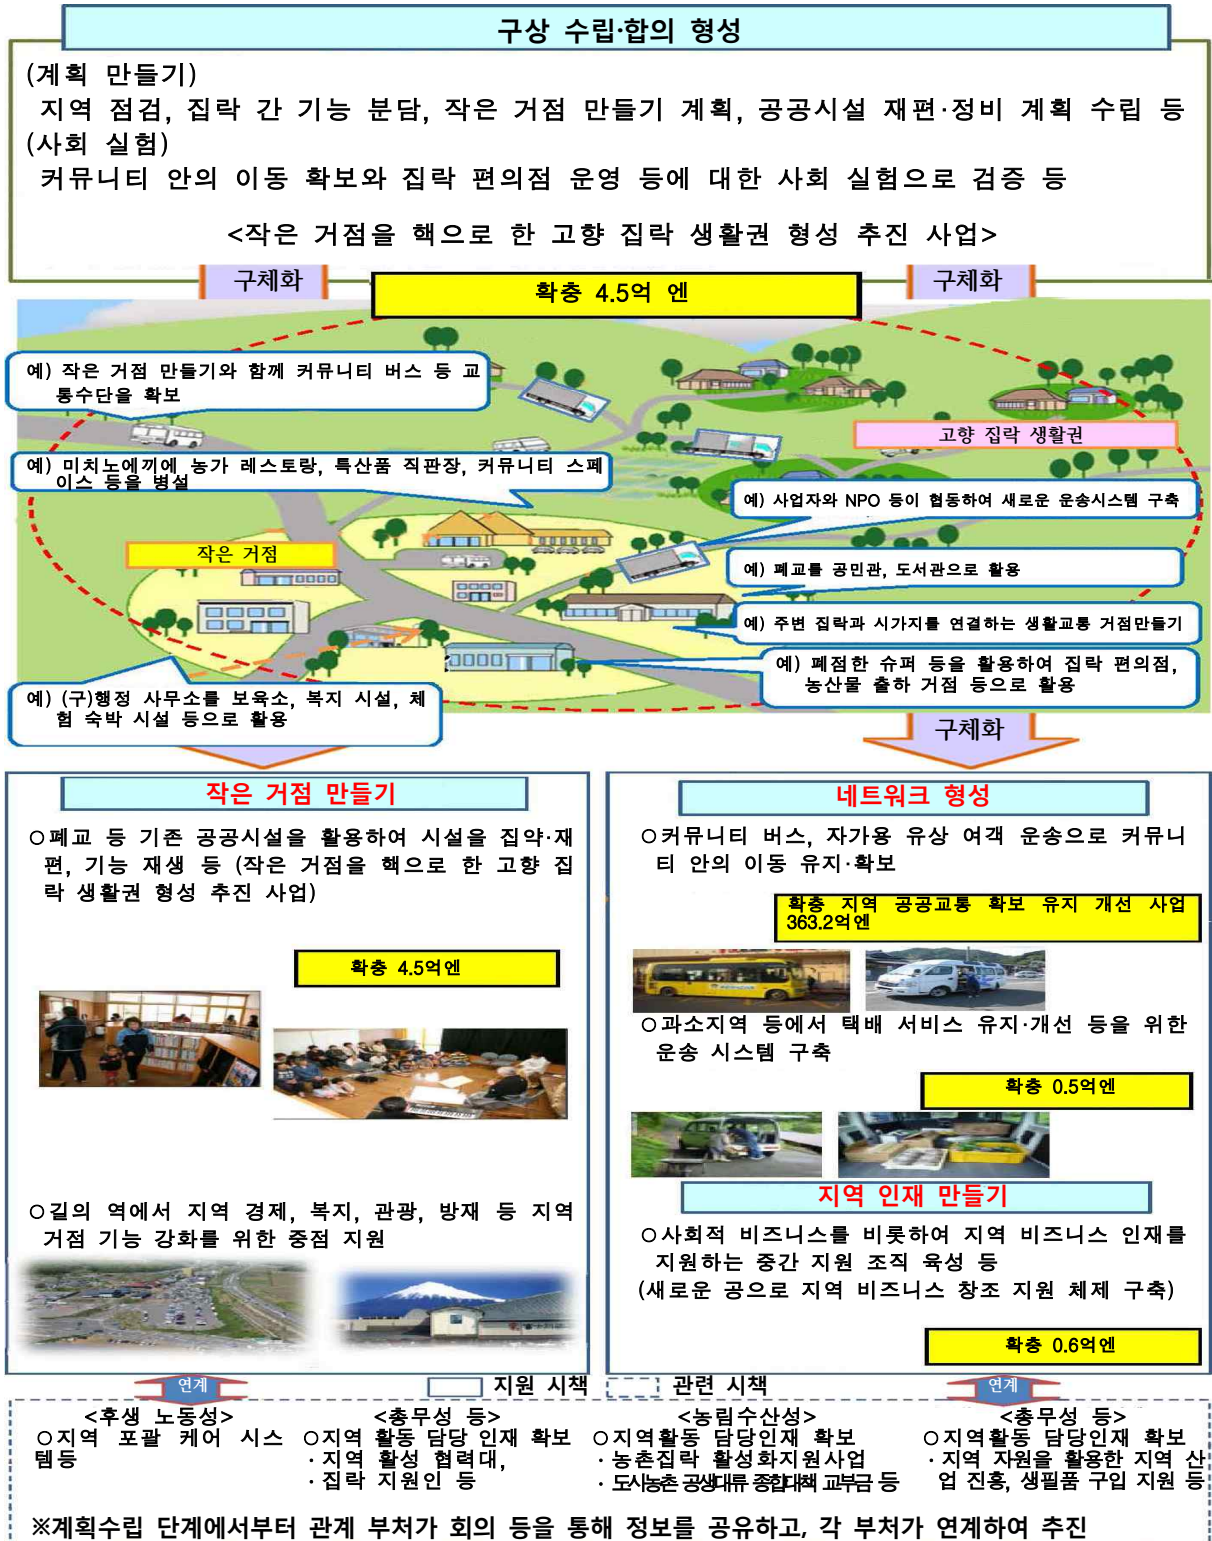 구상 수립·합의 형성
(계획 만들기)
지역 점검, 집락 간 기능 분담, 작은 거점 만들기 계획, 공공시설 재편·정비 계획 수립 등
(사회 실험)
커뮤니티 안의 이동 확보와 집락 편의점 운영 등에 대한 사회 실험으로 검증 등
<작은 거점을 핵으로 한 고향 집락 생활권 형성 추진 사업>
구체화
구체화
확충 4.5억 엔
예) 작은 거점 만들기와 함께 커뮤니티 버스 등 교
통수단을 확보
고향 집락 생활권
예) 미치노에끼에 농가 레스토랑, 특산품 직판장, 커뮤니티 스페
이스 등을 병설
예) 사업자와 NPO 등이 협동하여 새로운 운송시스템 구축
작은 거점
예) 폐교를 공민관, 도서관으로 활용
예) 주변 집락과 시가지를 연결하는 생활교통 거점만들기
예) 폐점한 슈퍼 등을 활용하여 집락 편의점,
농산물 출하 거점 등으로 활용
예) (구)행정 사무소를 보육소, 복지 시설, 체
험 숙박 시설 등으로 활용
구체화
작은 거점 만들기
○폐교 등 기존 공공시설을 활용하여 시설을 집약·재
편, 기능 재생 등 (작은 거점을 핵으로 한 고향 집
락 생활권 형성 추진 사업)
확충 4.5억엔
○길의 역에서 지역 경제, 복지, 관광, 방재 등 지역
거점 기능 강화를 위한 중점 지원
네트워크 형성
○커뮤니티 버스, 자가용 유상 여객 운송으로 커뮤니
티 안의 이동 유지·확보
확충 지역 공공교통 확보 유지 개선 사업
363.2억엔
○과소지역 등에서 택배 서비스 유지·개선 등을 위한
운송 시스템 구축
확충 0.5억엔
지역 인재 만들기
○사회적 비즈니스를 비롯하여 지역 비즈니스 인재를
지원하는 중간 지원 조직 육성 등
(새로운 공으로 지역 비즈니스 창조 지원 체제 구축)
확충 0.6억엔
연계
지원 시책
관련 시책
연계
<후생 노동성>
○지역 포괄 케어 시스
템등
<총무성 등>
○지역 활동 담당 인재 확보
· 지역 활성 협력대,
· 집락 지원인 등
<농림수산성>
○지역활동 담당인재 확보
· 농촌집락 활성화지원사업
· 도시농촌 공생대류 종합대책 교부금 등
<총무성 등>
○지역활동 담당인재 확보
· 지역 자원을 활용한 지역 산
업 진흥, 생필품 구입 지원 등
※계획수립 단계에서부터 관계 부처가 회의 등을 통해 정보를 공유하고, 각 부처가 연계하여 추진